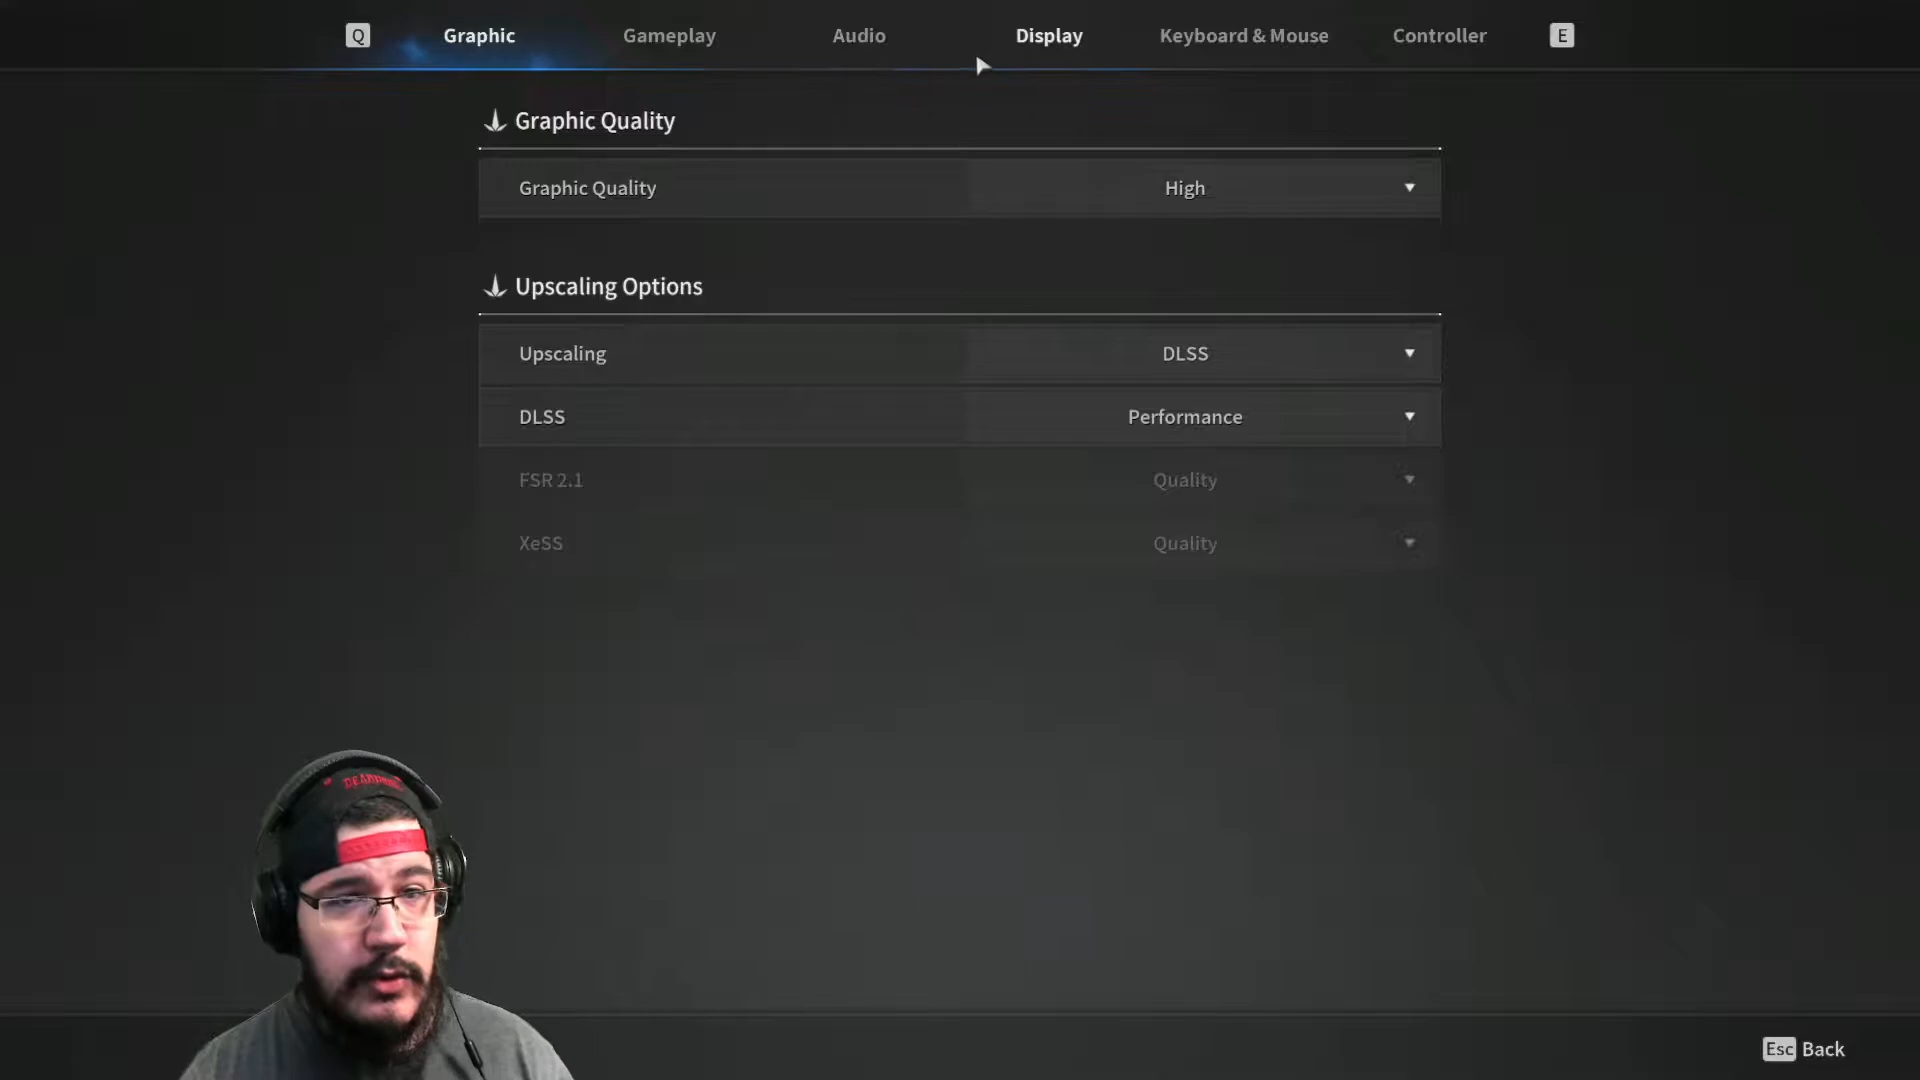 Q Graphic Gameplay Audio Display Keyboard & Mouse Controller E
Graphic Quality
Graphic Quality High
Upscaling Options
Upscaling DLSS
DLSS Performance
FSR 2.1 Quality
XeSS Quality
Esc Back